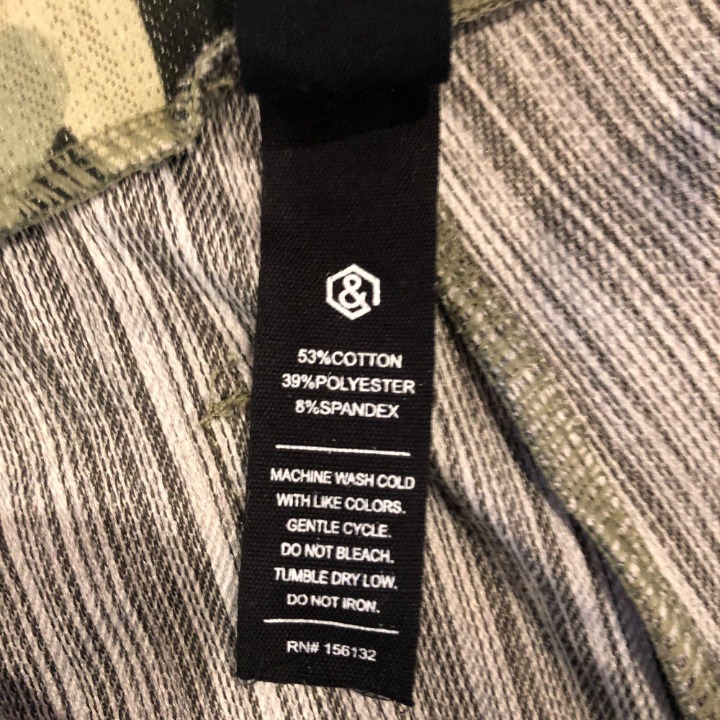 &
53%COTTON
39%POLYESTER
8%SPANDEX
MACHINE WASH COLD
WITH LIKE COLORS.
GENTLE CYCLE.
DO NOT BLEACH.
TUMBLE DRY LOW.
DO NOT IRON.
RN# 156132